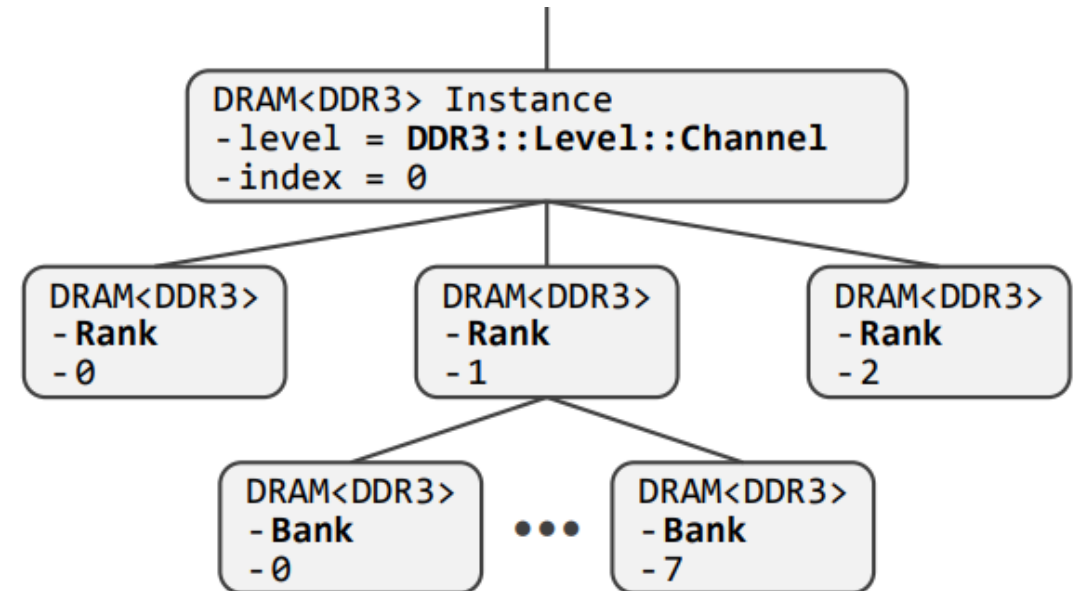 DRAM<DDR3> Instance
-level = DDR3::Level::Channel
-index = 0
DRAM<DDR3>
-Rank
-0
DRAM<DDR3>
-Rank
-1
DRAM<DDR3>
-Rank
-2
DRAM<DDR3>
-Bank
-0
•••
DRAM<DDR3>
-Bank
-7